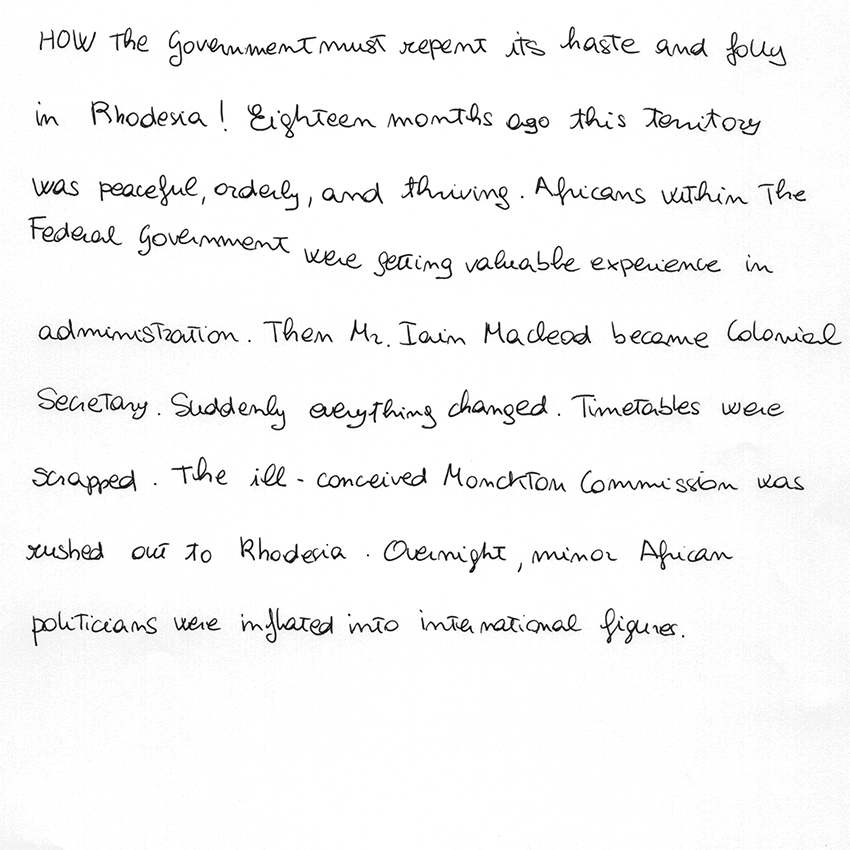 HOW the Government must repent its haste and folly
in Rhodesia! Eighteen months ago this territory
was peaceful, orderly, and thriving. Africans within the
Federal Government were getting valuable experience in
administration. Then Mr. Iain Macleod became Colonial
Secretary. Suddenly everything changed. Timetables were
scrapped. The ill-conceived Monckton Commission was
rushed out to Rhodesia. Overnight, minor African
politicians were inflated into international figures.